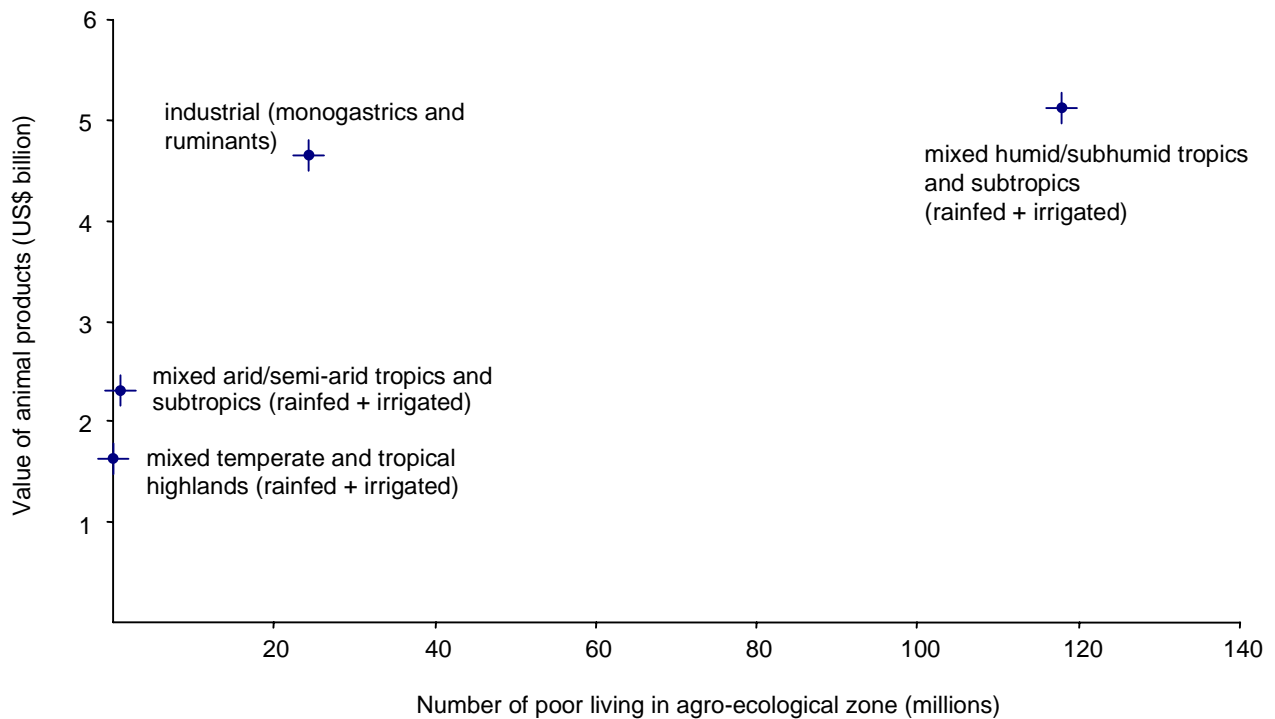 6
industrial (monogastrics and
ruminants)
5
mixed humid/subhumid tropics
and subtropics
(rainfed + irrigated)
4
3
mixed arid/semi-arid tropics and
subtropics (rainfed + irrigated)
2
mixed temperate and tropical
highlands (rainfed + irrigated)
1
Value of animal products (US$ billion)
20 40 60 80 100 120 140
Number of poor living in agro-ecological zone (millions)